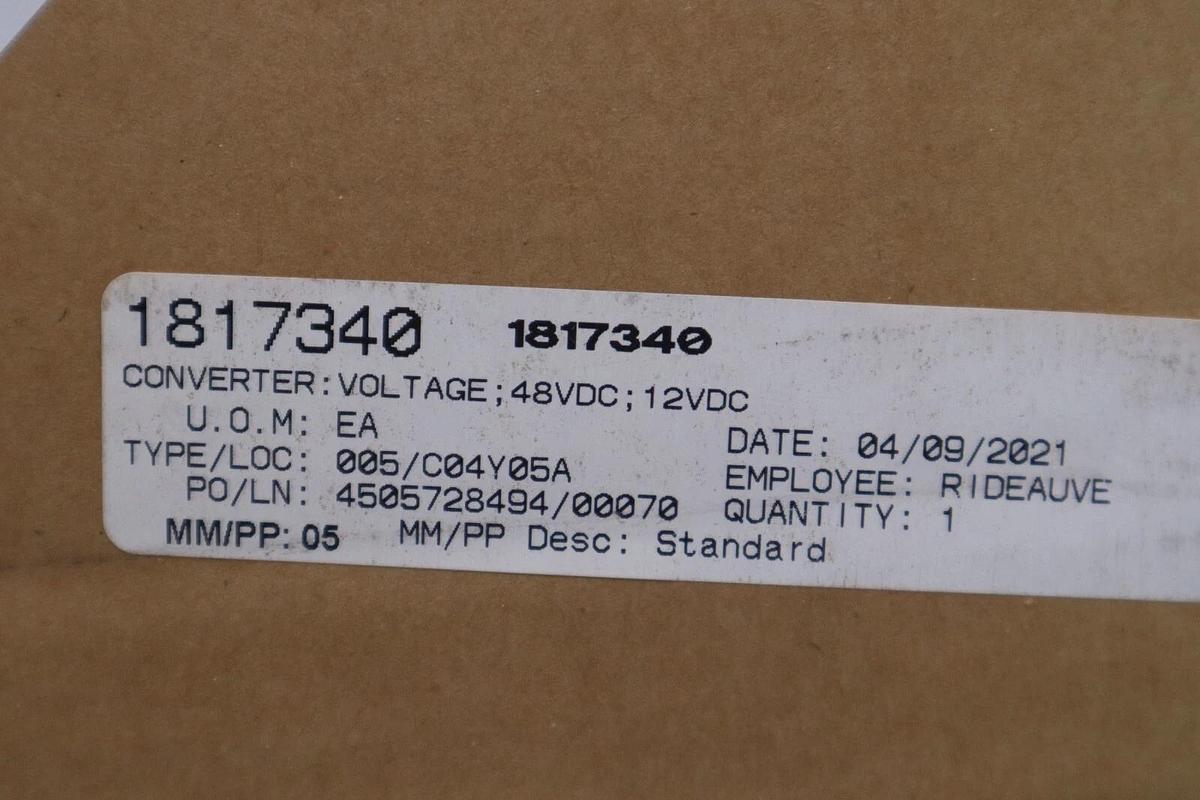 1817340 1817340
CONVERTER:VOLTAGE;48VDC;12VDC
U.O.M: EA
DATE: 04/09/2021
TYPE/LOC: 005/C04Y05A
EMPLOYEE: RIDEAUVE
PO/LN: 4505728494/00070
QUANTITY: 1
MM/PP: 05 MM/PP Desc: Standard